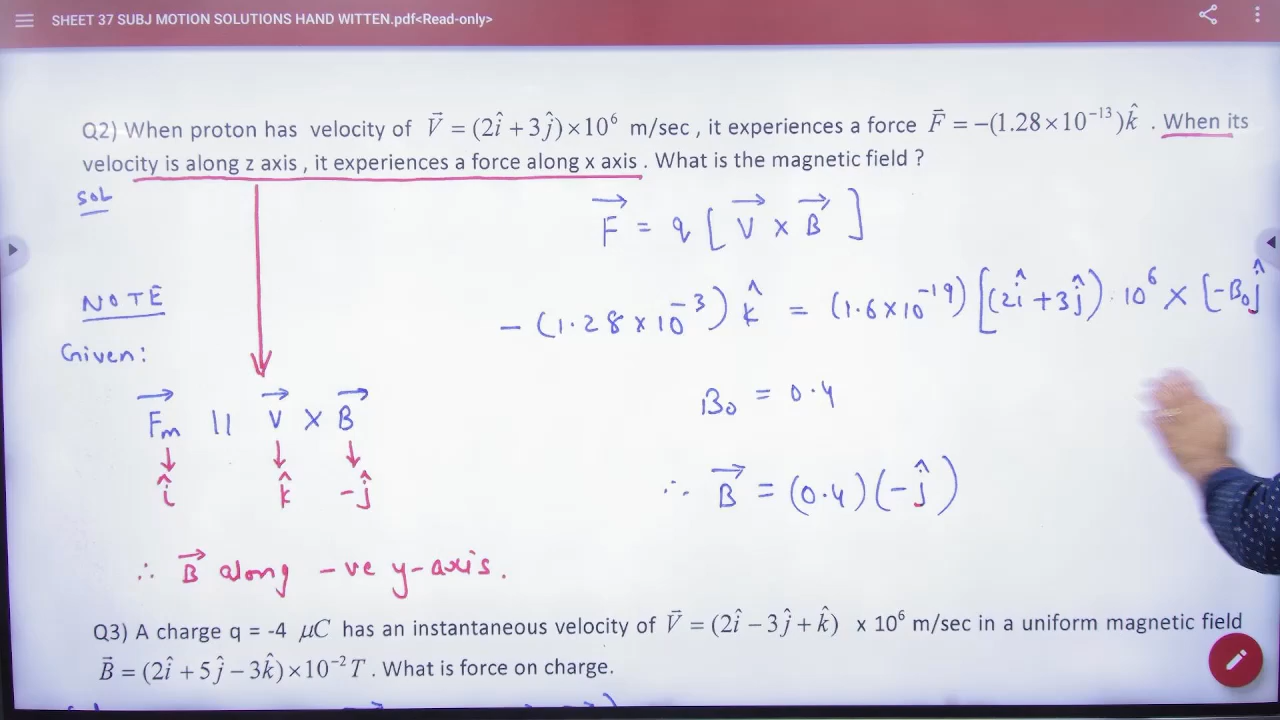 SHEET 37 SUBJ MOTION SOLUTIONS HAND WITTEN.pdf<Read-only>
Q2) When proton has velocity of V⃗ = (2î + 3ĵ) × 10⁶ m/sec , it experiences a force F⃗ = −(1.28 × 10⁻¹³) k̂ . When its
velocity is along z axis , it experiences a force along x axis . What is the magnetic field ?
SOL
F⃗ = q [ V⃗ × B⃗ ]
− (1.28 × 10⁻³) k̂ = (1.6 × 10⁻¹⁹) [(2î + 3ĵ) · 10⁶ × [−B₀ĵ
NOTE
Given:
F⃗m || V⃗ × B⃗
î k̂ −ĵ
B₀ = 0.4
∴ B⃗ = (0.4) (−ĵ)
∴ B⃗ along −ve y-axis.
Q3) A charge q = -4 μC has an instantaneous velocity of V⃗ = (2î − 3ĵ + k̂) x 10⁶ m/sec in a uniform magnetic field
B⃗ = (2î + 5ĵ − 3k̂) × 10⁻² T . What is force on charge.